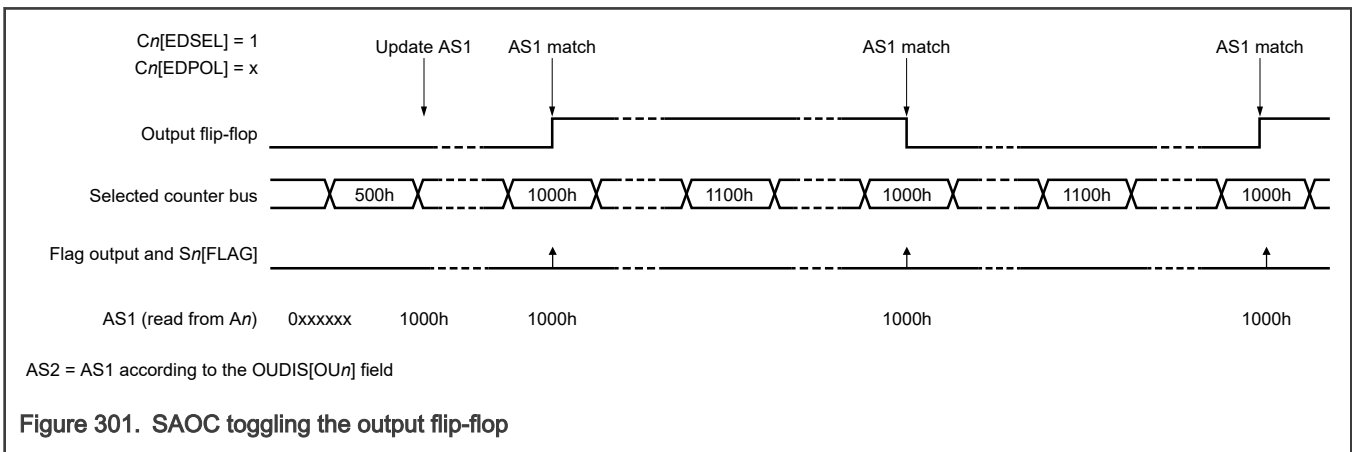 Cn[EDSEL] = 1
Cn[EDPOL] = x
Update AS1 AS1 match AS1 match AS1 match
Output flip-flop
Selected counter bus 500h 1000h 1100h 1000h 1100h 1000h
Flag output and Sn[FLAG]
AS1 (read from An) 0xxxxxx 1000h 1000h 1000h 1000h
AS2 = AS1 according to the OUDIS[OUn] field
Figure 301. SAOC toggling the output flip-flop